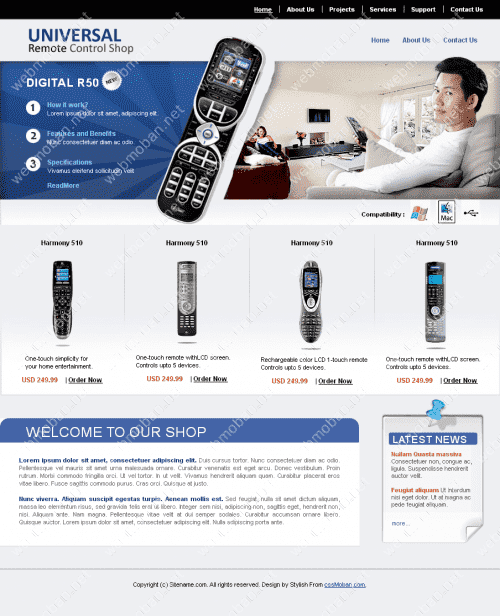 Home | About Us | Projects | Services | Support | Contact Us
UNIVERSAL
Remote Control Shop
Home About Us Contact Us
DIGITAL R50
1 How it work?
Lorem ipsum dolor sit amet, adipiscing elit.
2 Features and Benefits
Nunc consectetuer diam ac odio.
3 Specifications
Vivamus eleifend sollicitudin velit
ReadMore
Compatibility :
Mac
Harmony 510 Harmony 510 Harmony 510 Harmony 510
One-touch simplicity for
your home entertainment.
USD 249.99 | Order Now
One-touch remote withLCD screen.
Controls upto 5 devices.
USD 249.99 | Order Now
Rechargeable color LCD 1-touch remote
Controls upto 5 devices.
USD 249.99 | Order Now
One-touch remote withLCD screen.
Controls upto 5 devices.
USD 249.99 | Order Now
WELCOME TO OUR SHOP
Lorem ipsum dolor sit amet, consectetuer adipiscing elit. Duis cursus tortor. Nunc consectetuer diam ac odio.
Pellentesque vel mauris sit amet urna malesuada ornare. Curabitur venenatis est eget arcu. Donec vestibulum. Proin
rutrum. Morbi commodo fringilla orci. Ut vel tortor. In ut velit. Vivamus hendrerit aliquam quam. Curabitur placerat eros
vitae libero. Fusce sagittis commodo purus. Cras orci. Quisque at justo.
Nunc viverra. Aliquam suscipit egestas turpis. Aenean mollis est. Sed feugiat, nulla sit amet dictum aliquam,
massa leo elementum risus, sed gravida felis erat ut libero. Integer sem nisi, adipiscing non, sagittis eget, hendrerit non,
nisi. Aliquam ante. Nam magna. Pellentesque vitae velit at dui semper sodales. Curabitur accumsan ornare libero.
Quisque auctor. Lorem ipsum dolor sit amet, consectetuer adipiscing elit. Nulla adipiscing porta ante.
LATEST NEWS
Nullam Quasta massiva
Consectetuer non, congue ac,
ligula. Suspendisse hendrerit
auctor velit.
Feugiat aliquam Ut interdum
nisi eget dolor. Ut at magna ac
pede feugiat aliquam.
more...
Copyright (c) Sitename.com. All rights reserved. Design by Stylish From cssMoban.com.
webmoban.net